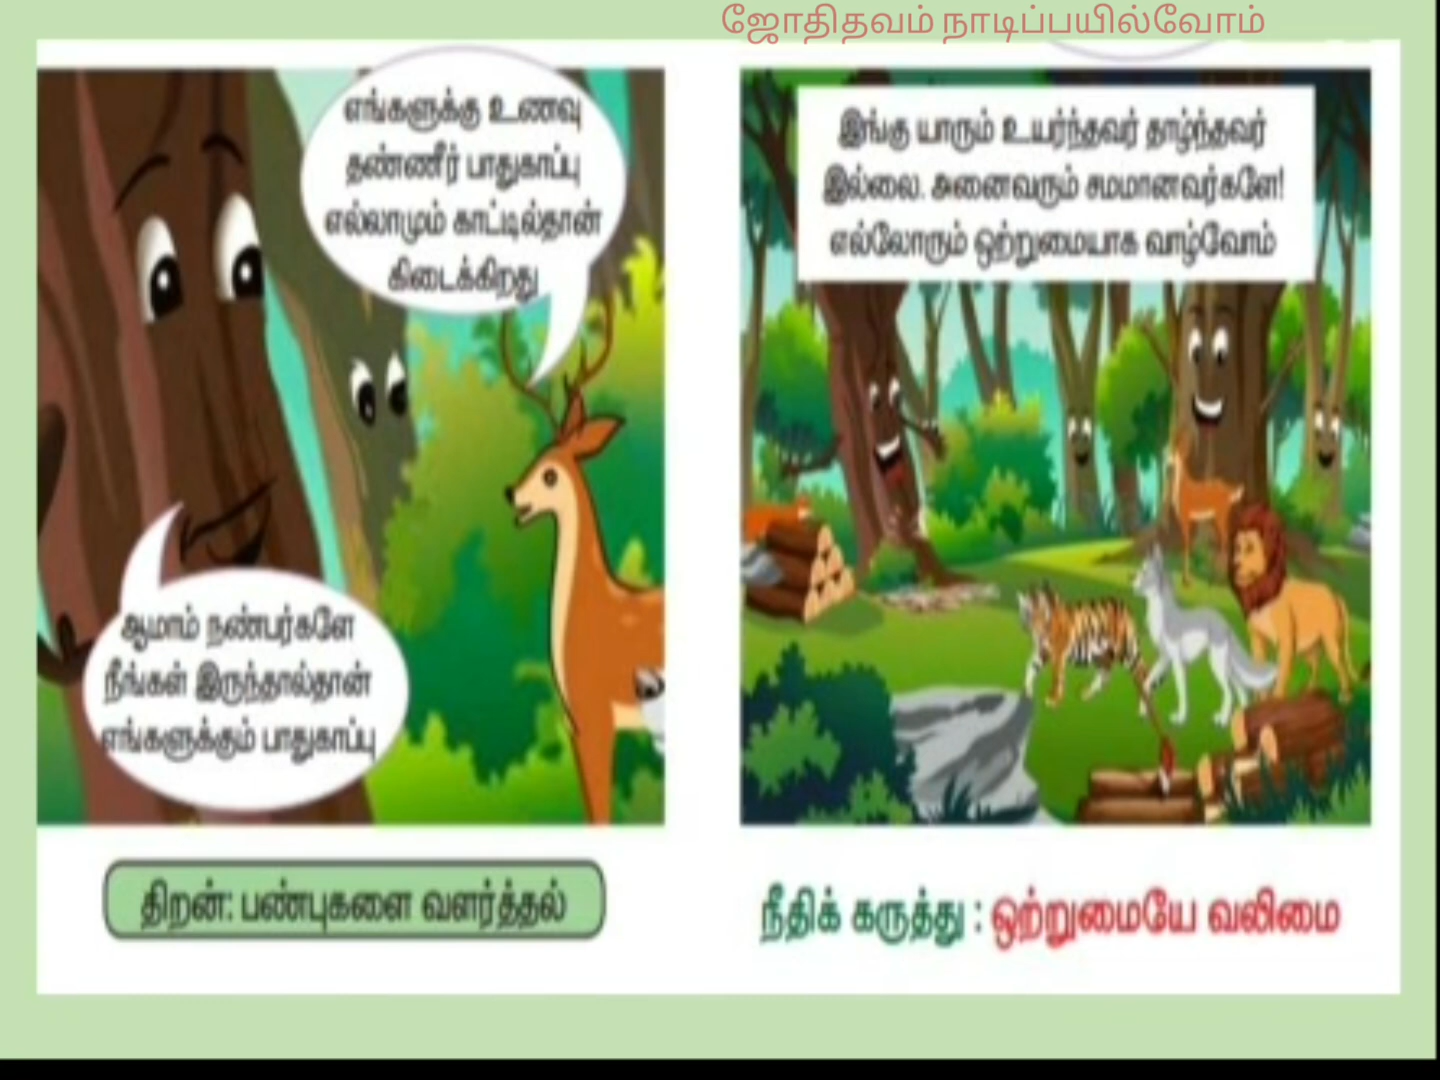 ஜோதிதவம் நாடிப்பயில்வோம்
எங்களுக்கு உணவு
தண்ணீர் பாதுகாப்பு
எல்லாமும் காட்டில்தான்
கிடைக்கிறது
ஆமாம் நண்பர்களே
நீங்கள் இருந்தால்தான்
எங்களுக்கும் பாதுகாப்பு
திறன்: பண்புகளை வளர்த்தல்
இங்கு யாரும் உயர்ந்தவர் தாழ்ந்தவர்
இல்லை. அனைவரும் சமமானவர்களே!
எல்லோரும் ஒற்றுமையாக வாழ்வோம்
நீதிக் கருத்து : ஒற்றுமையே வலிமை